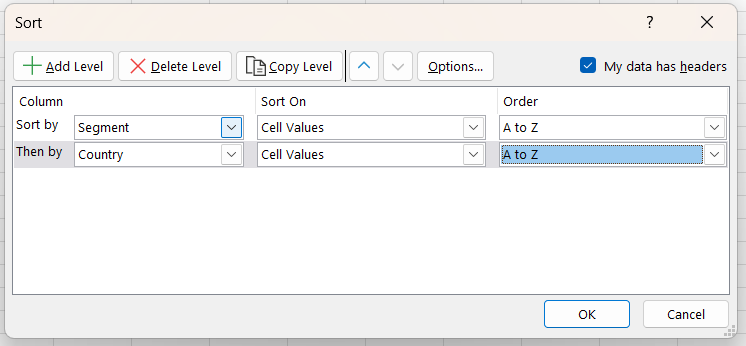 Sort ?
Add Level Delete Level Copy Level Options... My data has headers
Column Sort On Order
Sort by Segment Cell Values A to Z
Then by Country Cell Values A to Z
OK Cancel